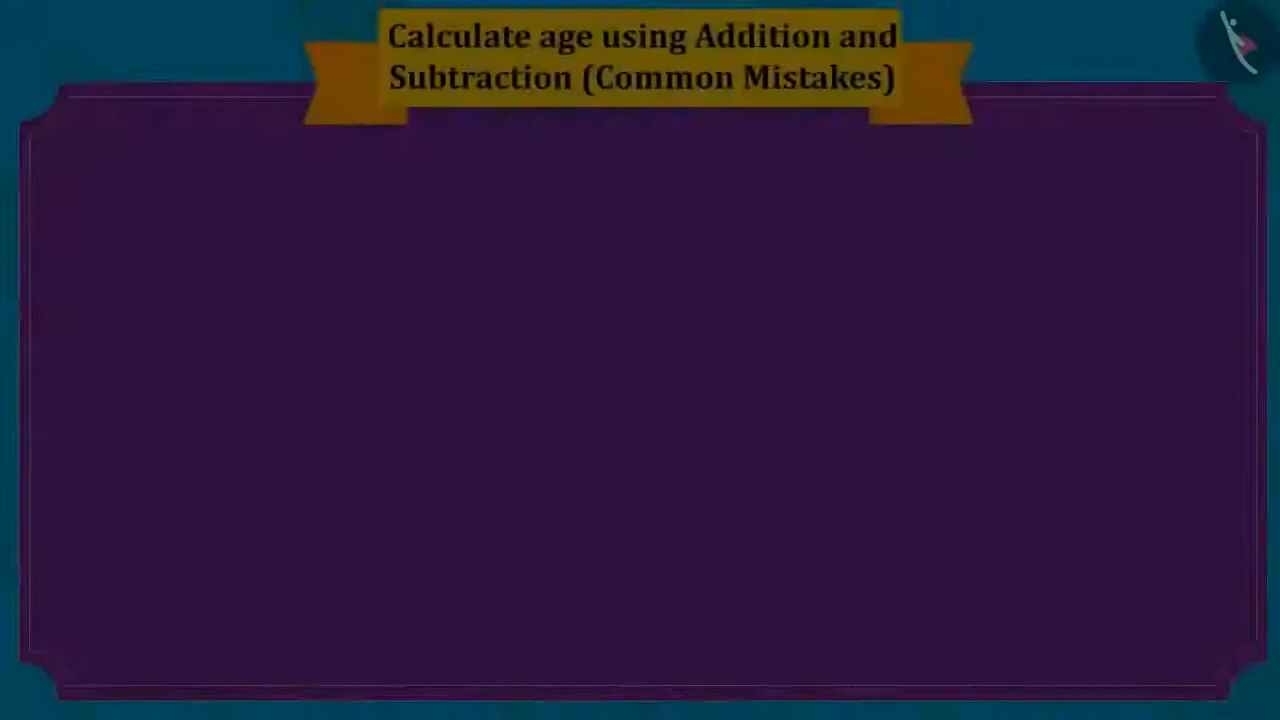 Calculate age using Addition and
Subtraction (Common Mistakes)